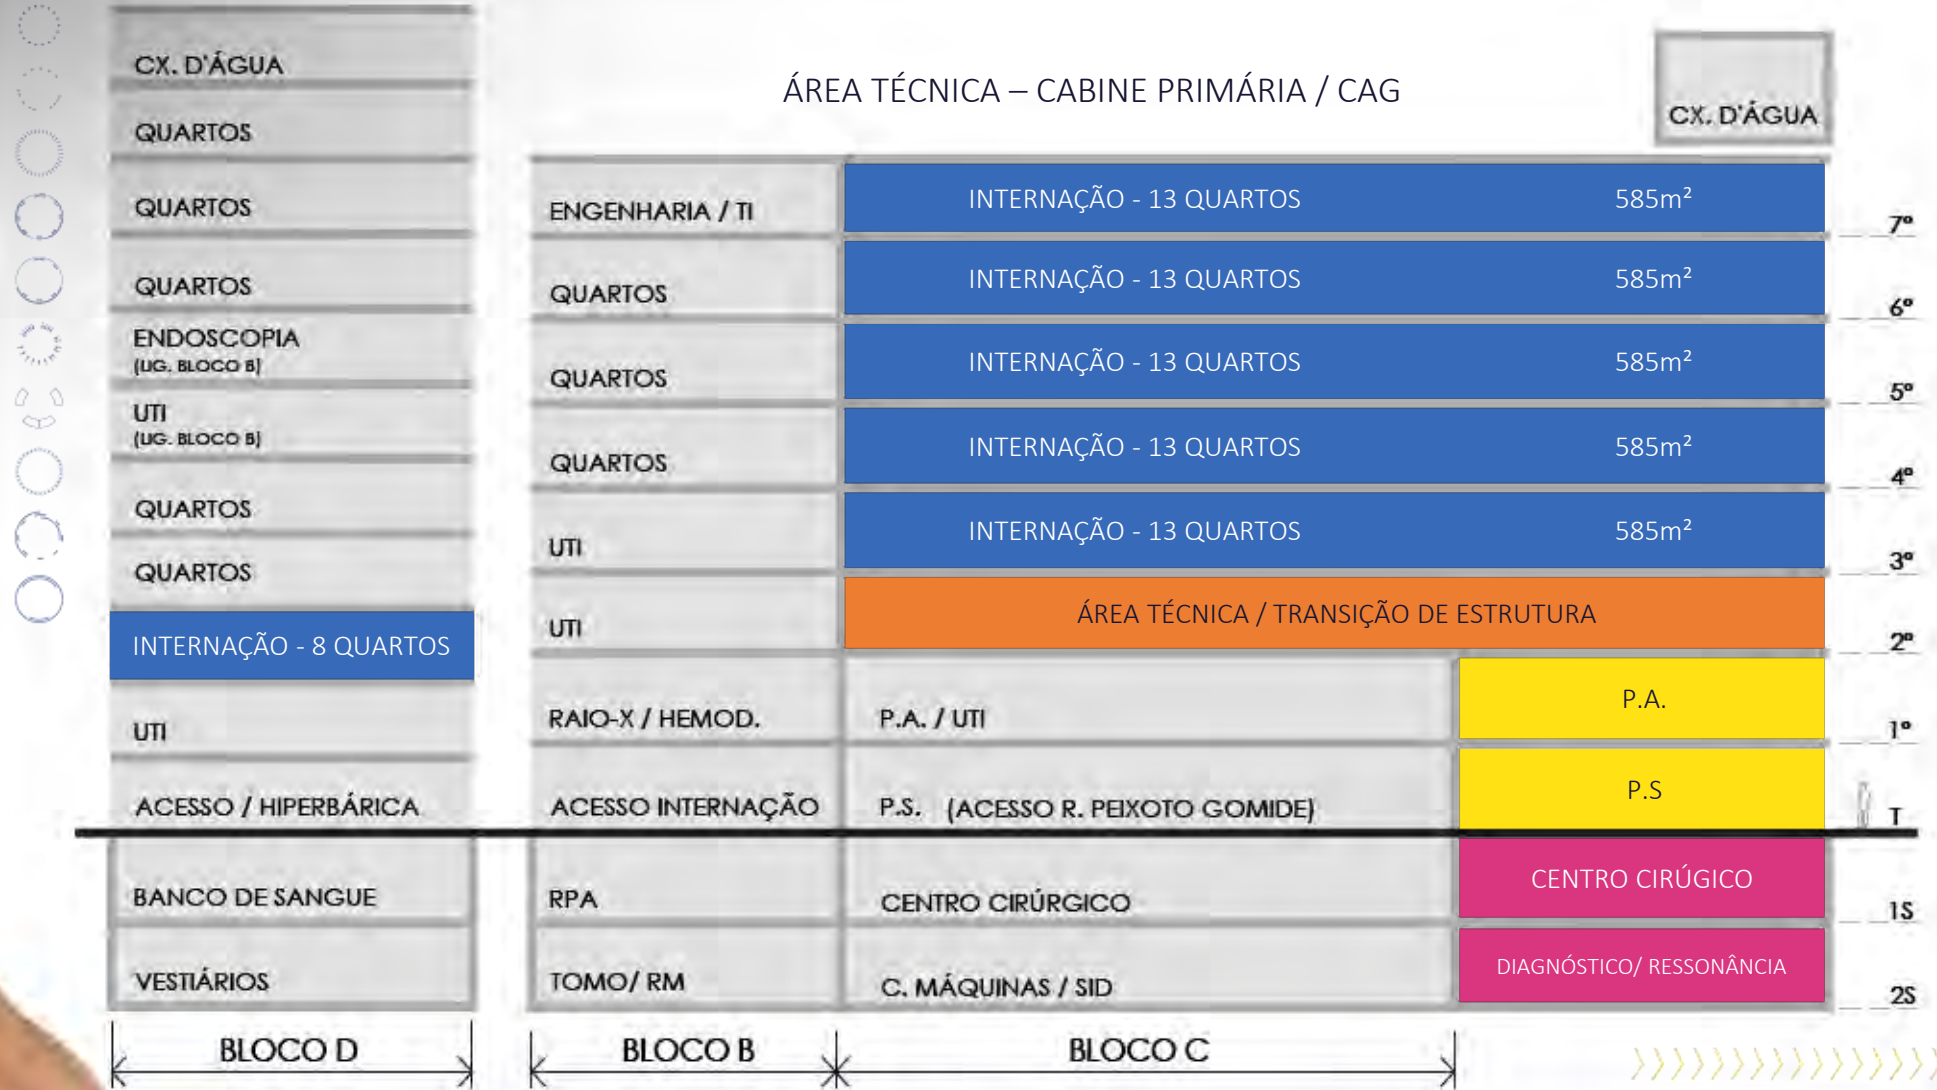 ÁREA TÉCNICA – CABINE PRIMÁRIA / CAG
CX. D'ÁGUA
CX. D'ÁGUA
QUARTOS
QUARTOS
QUARTOS
ENDOSCOPIA
(LIG. BLOCO B)
UTI
(LIG. BLOCO B)
QUARTOS
QUARTOS
INTERNAÇÃO - 8 QUARTOS
UTI
ACESSO / HIPERBÁRICA
BANCO DE SANGUE
VESTIÁRIOS
BLOCO D
ENGENHARIA / TI
QUARTOS
QUARTOS
QUARTOS
UTI
UTI
RAIO-X / HEMOD.
ACESSO INTERNAÇÃO
RPA
TOMO/ RM
BLOCO B
INTERNAÇÃO - 13 QUARTOS 585m²
INTERNAÇÃO - 13 QUARTOS 585m²
INTERNAÇÃO - 13 QUARTOS 585m²
INTERNAÇÃO - 13 QUARTOS 585m²
INTERNAÇÃO - 13 QUARTOS 585m²
ÁREA TÉCNICA / TRANSIÇÃO DE ESTRUTURA
P.A. / UTI
P.S. (ACESSO R. PEIXOTO GOMIDE)
CENTRO CIRÚRGICO
C. MÁQUINAS / SID
BLOCO C
P.A.
P.S
CENTRO CIRÚGICO
DIAGNÓSTICO/ RESSONÂNCIA
7º
6º
5º
4º
3º
2º
1º
T
1S
2S